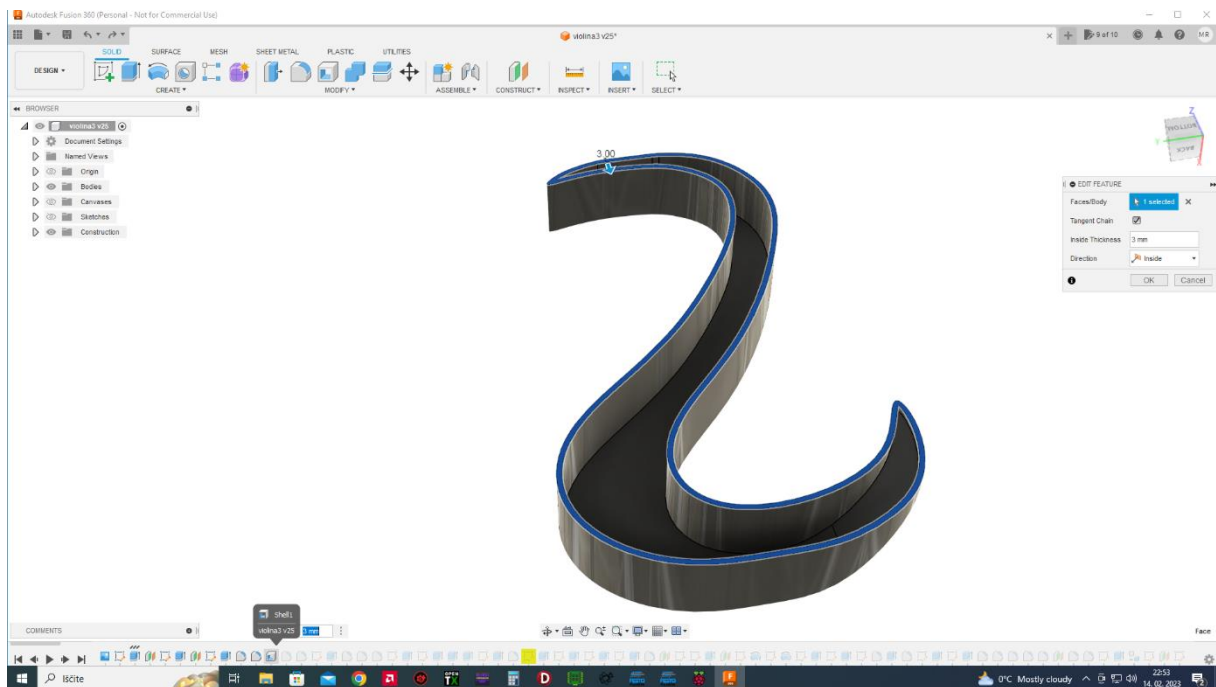 Autodesk Fusion 360 (Personal - Not for Commercial Use)
violina3 v25*
9 of 10
MR
SOLID SURFACE MESH SHEET METAL PLASTIC UTILITIES
DESIGN
CREATE MODIFY ASSEMBLE CONSTRUCT INSPECT INSERT SELECT
BROWSER
violina3 v25
Document Settings
Named Views
Origin
Bodies
Canvases
Sketches
Construction
3.00
Z
Y
BOTTOM
BACK
EDIT FEATURE
Faces/Body 1 selected
Tangent Chain
Inside Thickness 3 mm
Direction Inside
OK Cancel
Shell1
violina3 v25
3 mm
COMMENTS
Face
Iščite
0°C Mostly cloudy
22:53
14. 02. 2023